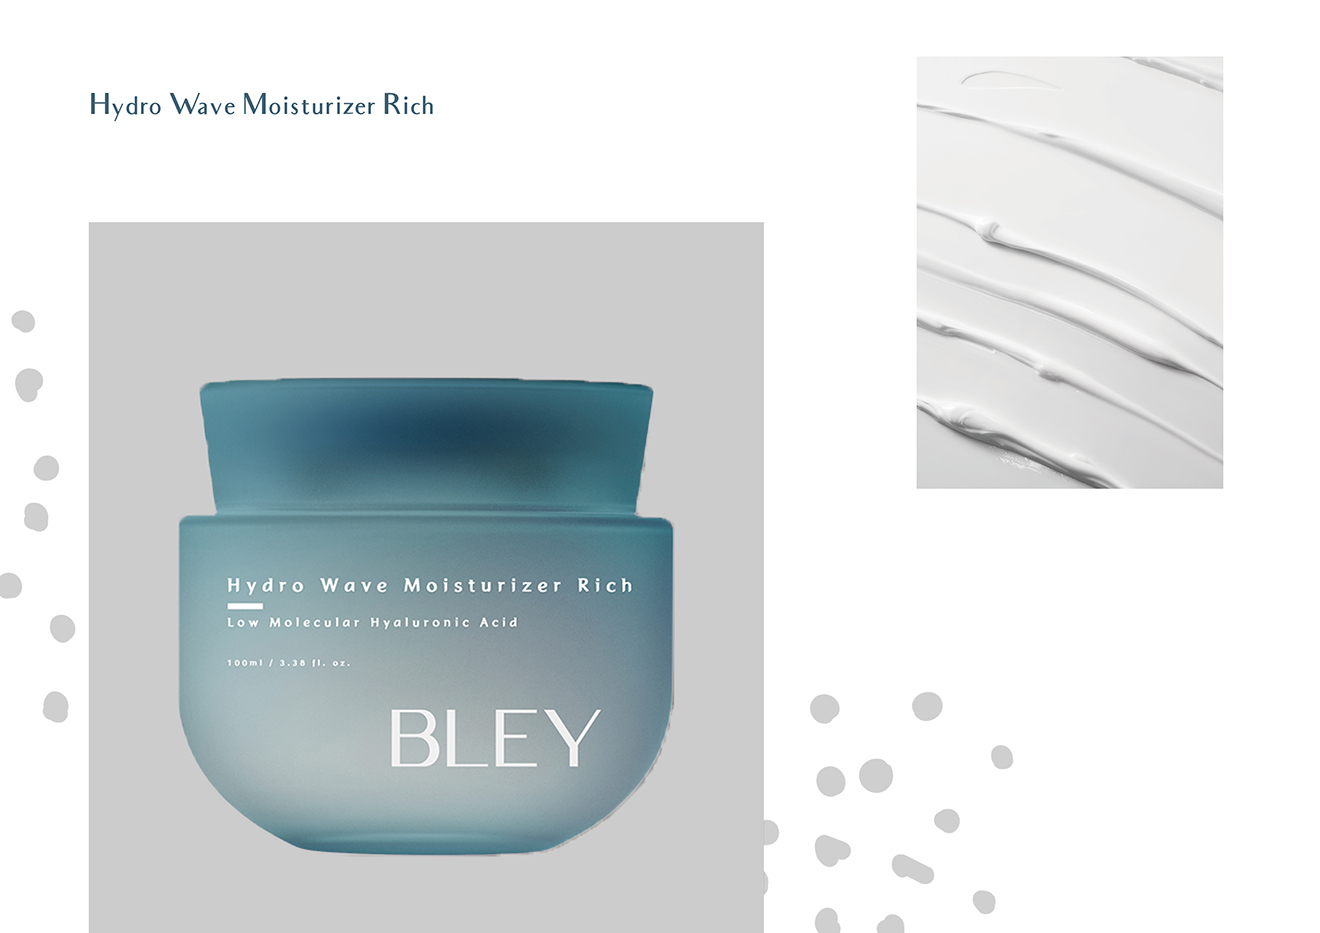 Hydro Wave Moisturizer Rich
Hydro Wave Moisturizer Rich
Low Molecular Hyaluronic Acid
100ml / 3.38 fl. oz.
BLEY